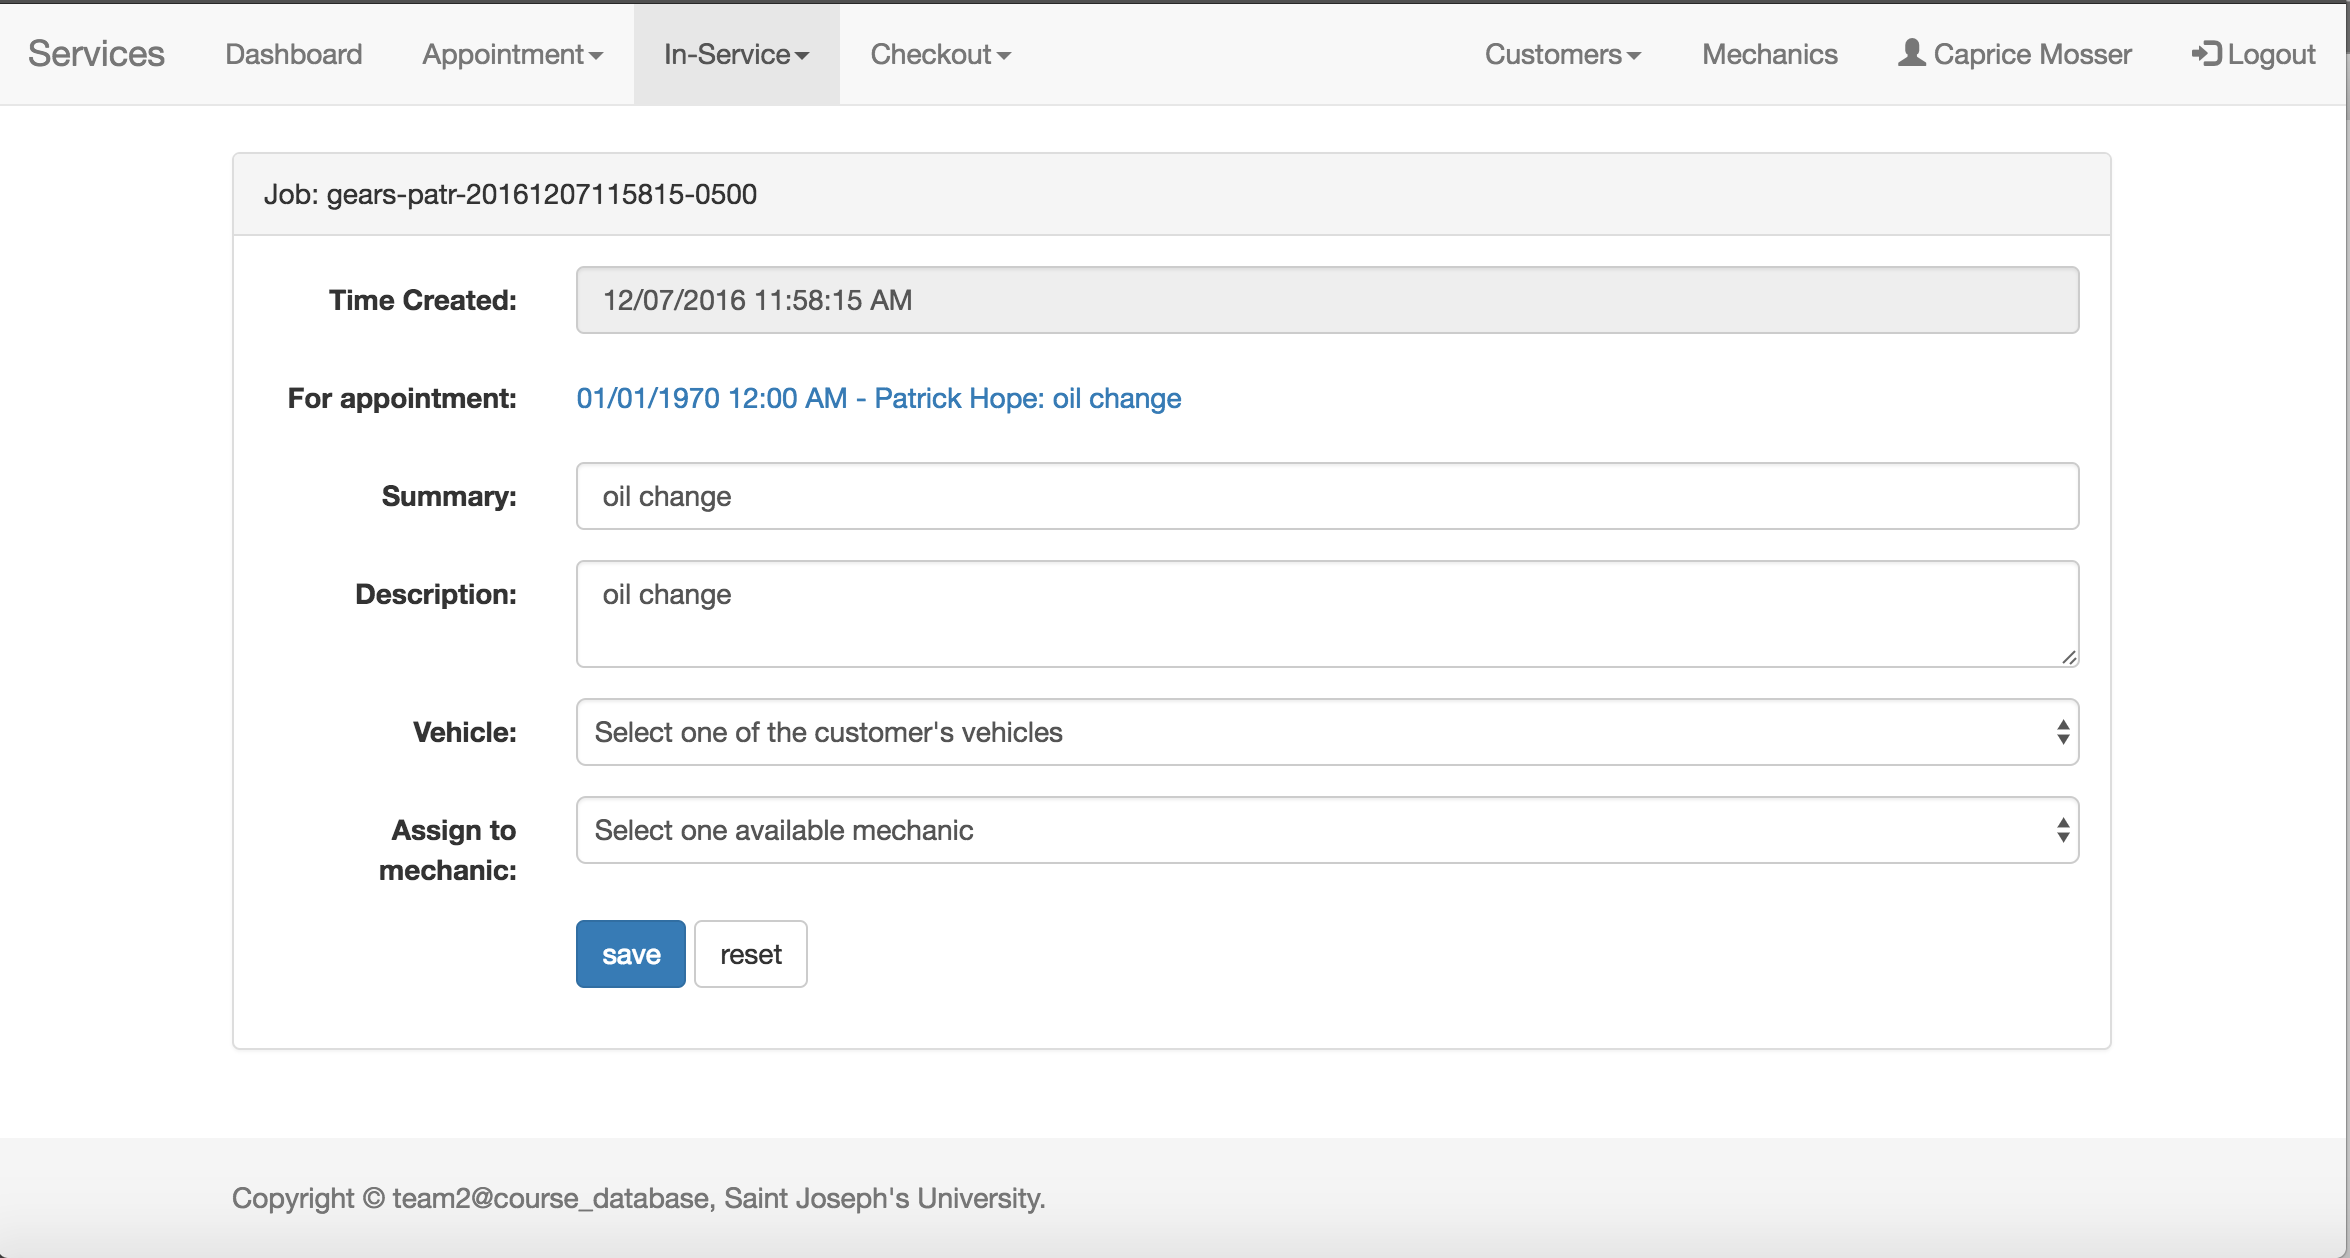 Services Dashboard Appointment In-Service Checkout Customers Mechanics Caprice Mosser Logout
Job: gears-patr-20161207115815-0500
Time Created: 12/07/2016 11:58:15 AM
For appointment: 01/01/1970 12:00 AM - Patrick Hope: oil change
Summary: oil change
Description: oil change
Vehicle: Select one of the customer's vehicles
Assign to Select one available mechanic
mechanic:
save reset
Copyright © team2@course_database, Saint Joseph's University.